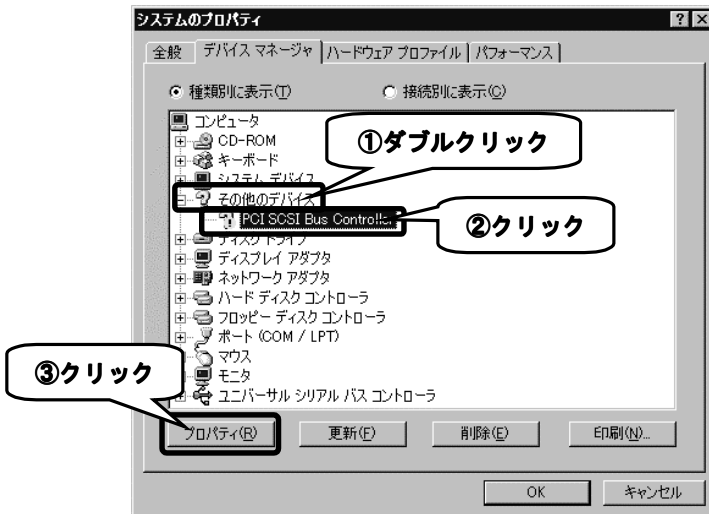 システムのプロパティ
全般 デバイス マネージャ ハードウェア プロファイル パフォーマンス
種類別に表示(T) 接続別に表示(C)
コンピュータ
CD-ROM
①ダブルクリック
キーボード
システム デバイス
その他のデバイス
PCI SCSI Bus Controller
②クリック
ディスク ドライブ
ディスプレイ アダプタ
ネットワーク アダプタ
ハード ディスク コントローラ
フロッピー ディスク コントローラ
ポート (COM / LPT)
マウス
③クリック
モニタ
ユニバーサル シリアル バス コントローラ
プロパティ(R) 更新(F) 削除(E) 印刷(N)...
OK キャンセル